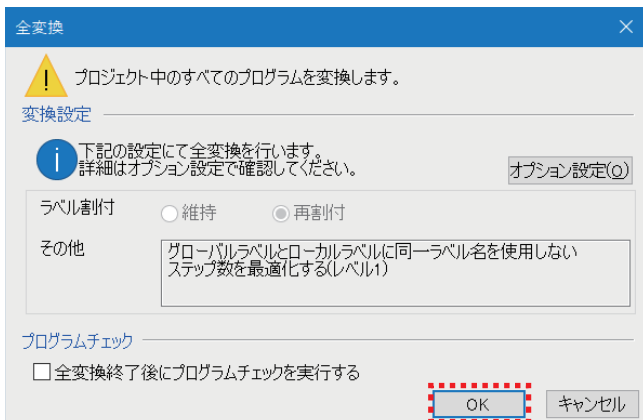 全変換
プロジェクト中のすべてのプログラムを変換します。
変換設定
下記の設定にて全変換を行います。
詳細はオプション設定で確認してください。
オプション設定(O)
ラベル割付
維持
再割付
その他
グローバルラベルとローカルラベルに同一ラベル名を使用しない
ステップ数を最適化する(レベル1)
プログラムチェック
全変換終了後にプログラムチェックを実行する
OK
キャンセル